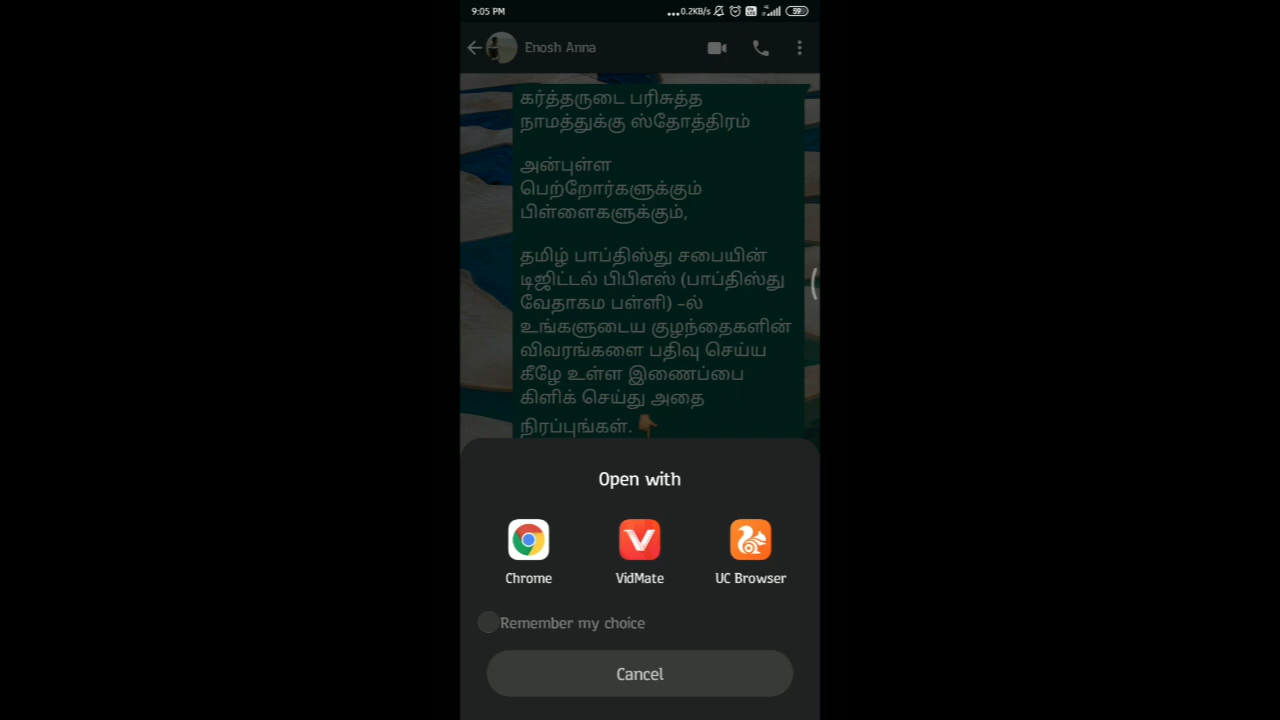 9:05 PM
0.2KB/s
59
Enosh Anna
கர்த்தருடை பரிசுத்த
நாமத்துக்கு ஸ்தோத்திரம்
அன்புள்ள
பெற்றோர்களுக்கும்
பிள்ளைகளுக்கும்,
தமிழ் பாப்திஸ்து சபையின்
டிஜிட்டல் பிபிஎஸ் (பாப்திஸ்து
வேதாகம பள்ளி) -ல்
உங்களுடைய குழந்தைகளின்
விவரங்களை பதிவு செய்ய
கீழே உள்ள இணைப்பை
கிளிக் செய்து அதை
நிரப்புங்கள்.
Open with
Chrome
VidMate
UC Browser
Remember my choice
Cancel